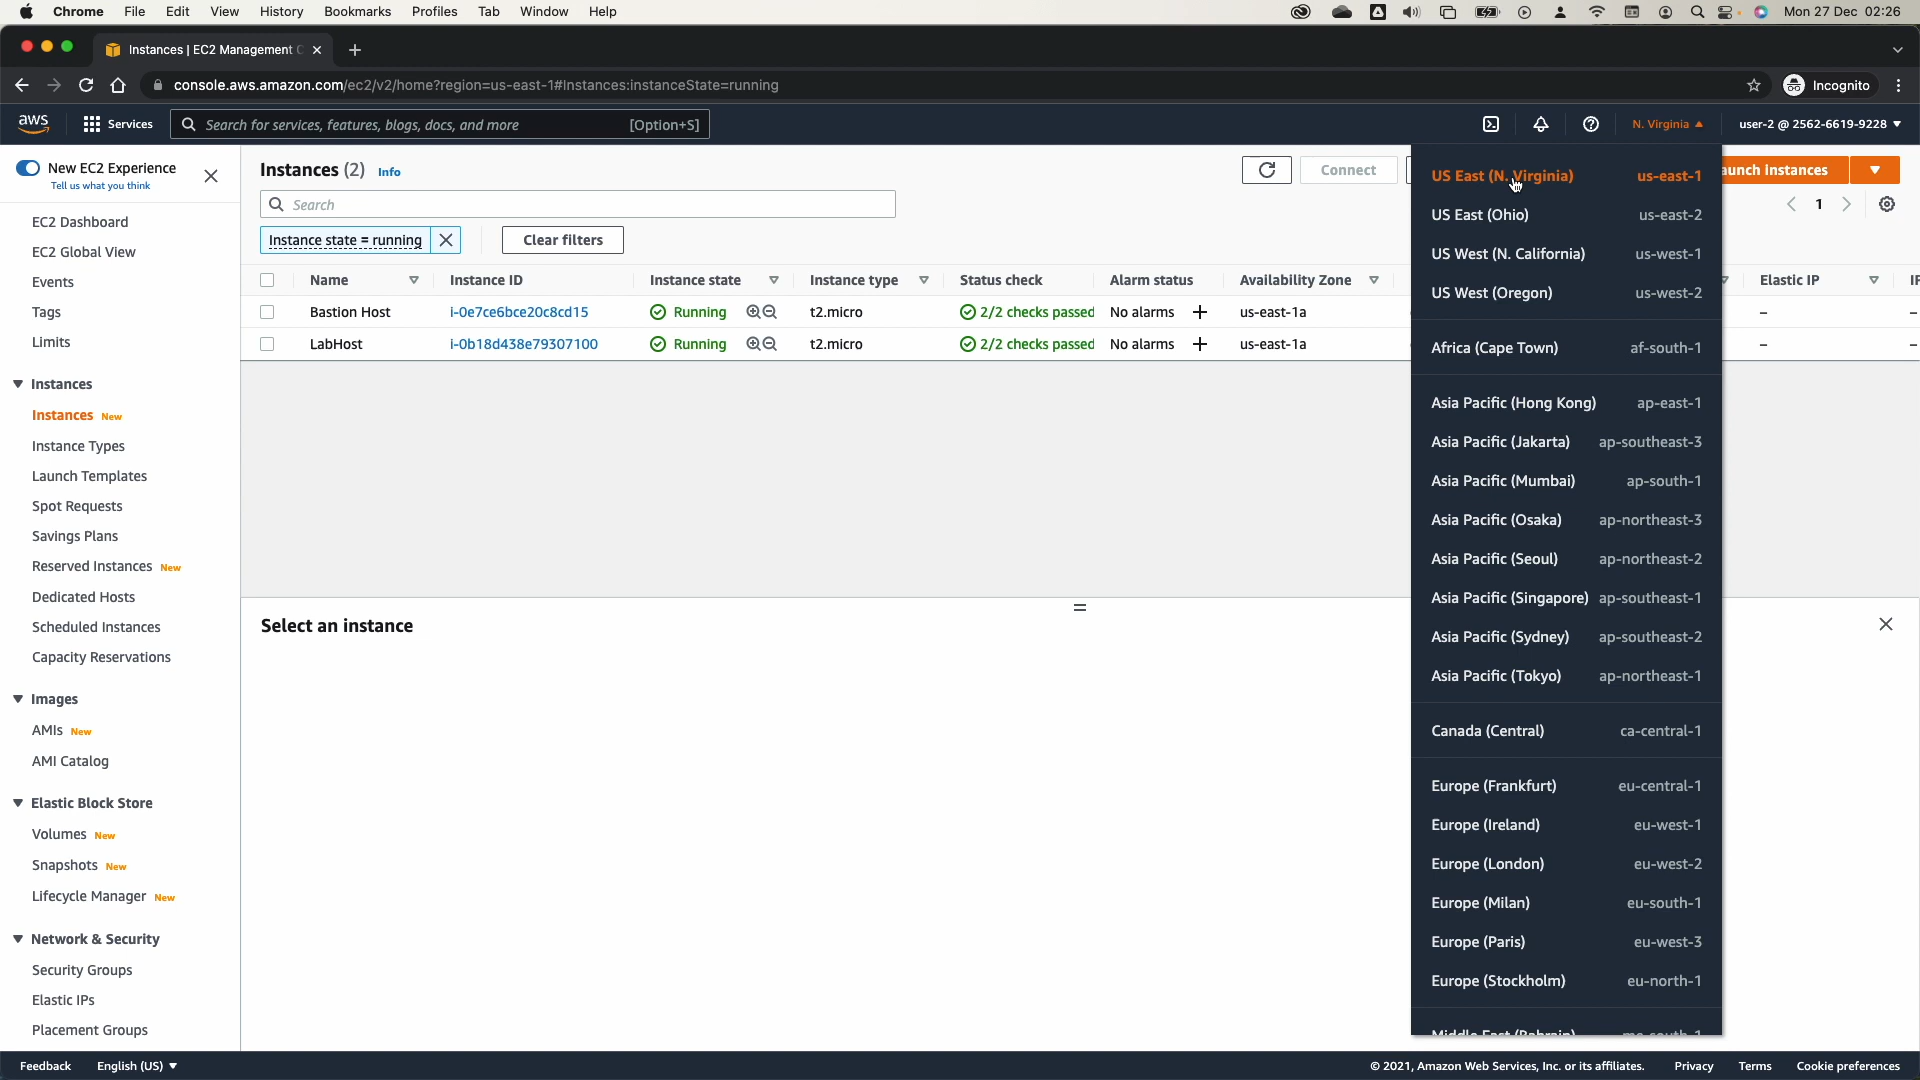 Chrome File Edit View History Bookmarks Profiles Tab Window Help Mon 27 Dec 02:26
Instances | EC2 Management C
console.aws.amazon.com/ec2/v2/home?region=us-east-1#Instances:instanceState=running Incognito
aws Services Search for services, features, blogs, docs, and more [Option+S] N. Virginia user-2 @ 2562-6619-9228
New EC2 Experience
Tell us what you think
EC2 Dashboard
EC2 Global View
Events
Tags
Limits
Instances
Instances New
Instance Types
Launch Templates
Spot Requests
Savings Plans
Reserved Instances New
Dedicated Hosts
Scheduled Instances
Capacity Reservations
Images
AMIs New
AMI Catalog
Elastic Block Store
Volumes New
Snapshots New
Lifecycle Manager New
Network & Security
Security Groups
Elastic IPs
Placement Groups
Instances (2) Info Connect aunch instances
Search
1
Instance state = running Clear filters
Name Instance ID Instance state Instance type Status check Alarm status Availability Zone Elastic IP
Bastion Host i-0e7ce6bce20c8cd15 Running t2.micro 2/2 checks passed No alarms + us-east-1a –
LabHost i-0b18d438e79307100 Running t2.micro 2/2 checks passed No alarms + us-east-1a –
Select an instance
US East (N. Virginia) us-east-1
US East (Ohio) us-east-2
US West (N. California) us-west-1
US West (Oregon) us-west-2
Africa (Cape Town) af-south-1
Asia Pacific (Hong Kong) ap-east-1
Asia Pacific (Jakarta) ap-southeast-3
Asia Pacific (Mumbai) ap-south-1
Asia Pacific (Osaka) ap-northeast-3
Asia Pacific (Seoul) ap-northeast-2
Asia Pacific (Singapore) ap-southeast-1
Asia Pacific (Sydney) ap-southeast-2
Asia Pacific (Tokyo) ap-northeast-1
Canada (Central) ca-central-1
Europe (Frankfurt) eu-central-1
Europe (Ireland) eu-west-1
Europe (London) eu-west-2
Europe (Milan) eu-south-1
Europe (Paris) eu-west-3
Europe (Stockholm) eu-north-1
Middle East (Bahrain) me-south-1
Feedback English (US) © 2021, Amazon Web Services, Inc. or its affiliates. Privacy Terms Cookie preferences